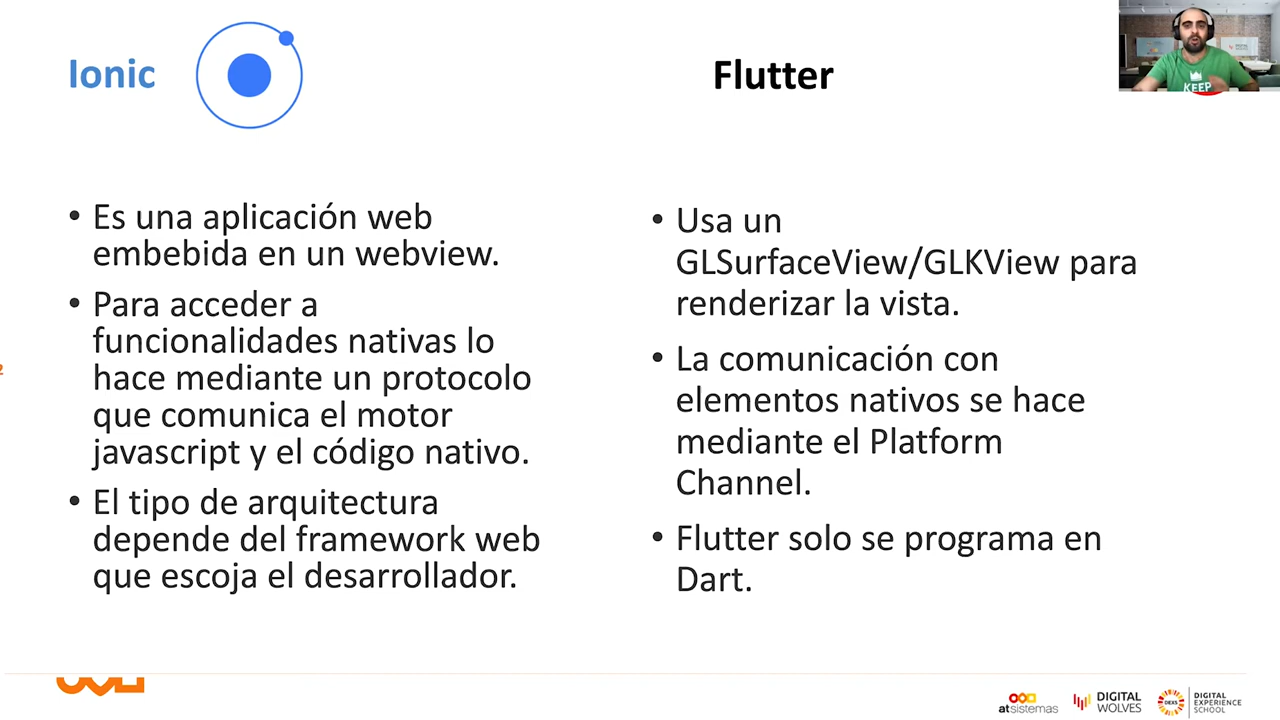 Ionic
Flutter
KEEP
• Es una aplicación web
embebida en un webview.
• Para acceder a
funcionalidades nativas lo
hace mediante un protocolo
que comunica el motor
javascript y el código nativo.
• El tipo de arquitectura
depende del framework web
que escoja el desarrollador.
• Usa un
GLSurfaceView/GLKView para
renderizar la vista.
• La comunicación con
elementos nativos se hace
mediante el Platform
Channel.
• Flutter solo se programa en
Dart.
2
atsistemas
DIGITAL
WOLVES
DEXS
DIGITAL
EXPERIENCE
SCHOOL